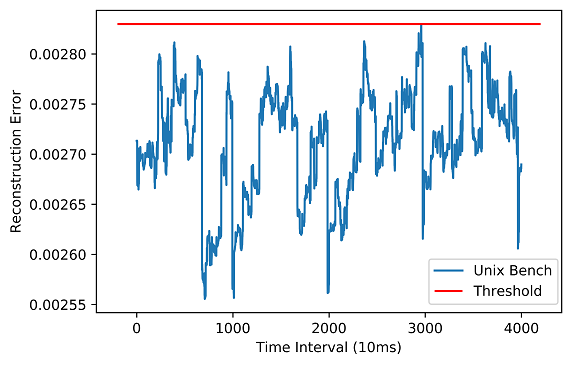 Reconstruction Error
0.00280
0.00275
0.00270
0.00265
0.00260
0.00255
0 1000 2000 3000 4000
Time Interval (10ms)
Unix Bench
Threshold